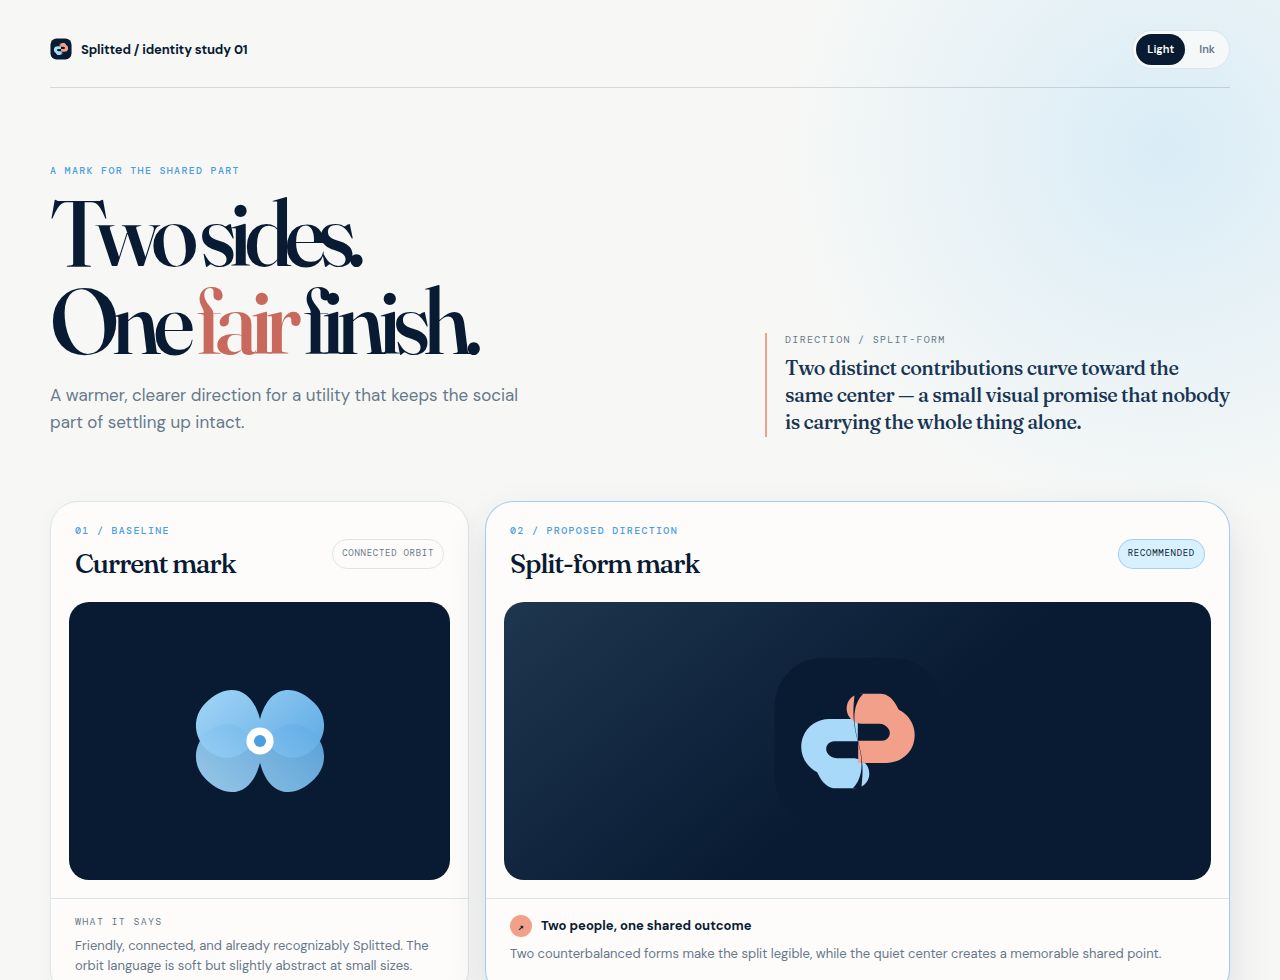 Splitted / identity study 01
Light
Ink
A MARK FOR THE SHARED PART
Two sides.
One fair finish.
A warmer, clearer direction for a utility that keeps the social
part of settling up intact.
DIRECTION / SPLIT-FORM
Two distinct contributions curve toward the
same center — a small visual promise that nobody
is carrying the whole thing alone.
01 / BASELINE
Current mark
CONNECTED ORBIT
WHAT IT SAYS
Friendly, connected, and already recognizably Splitted. The
orbit language is soft but slightly abstract at small sizes.
02 / PROPOSED DIRECTION
Split-form mark
RECOMMENDED
↗ Two people, one shared outcome
Two counterbalanced forms make the split legible, while the quiet center creates a memorable shared point.